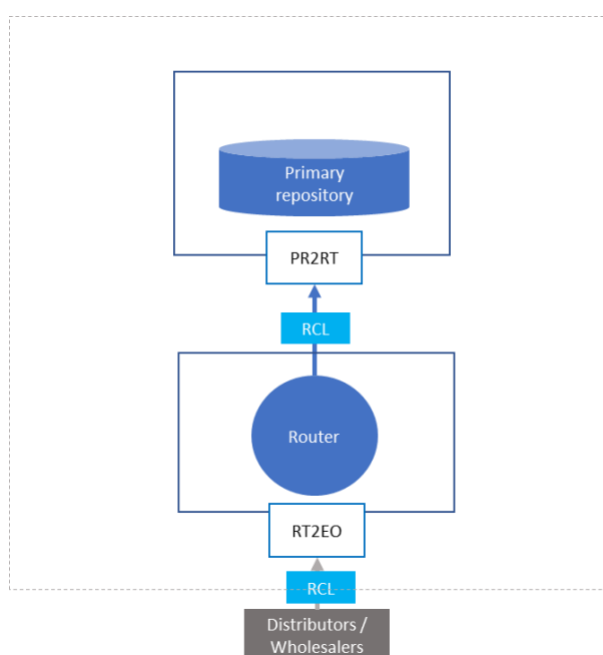 Primary
repository
PR2RT
RCL
Router
RT2EO
RCL
Distributors /
Wholesalers